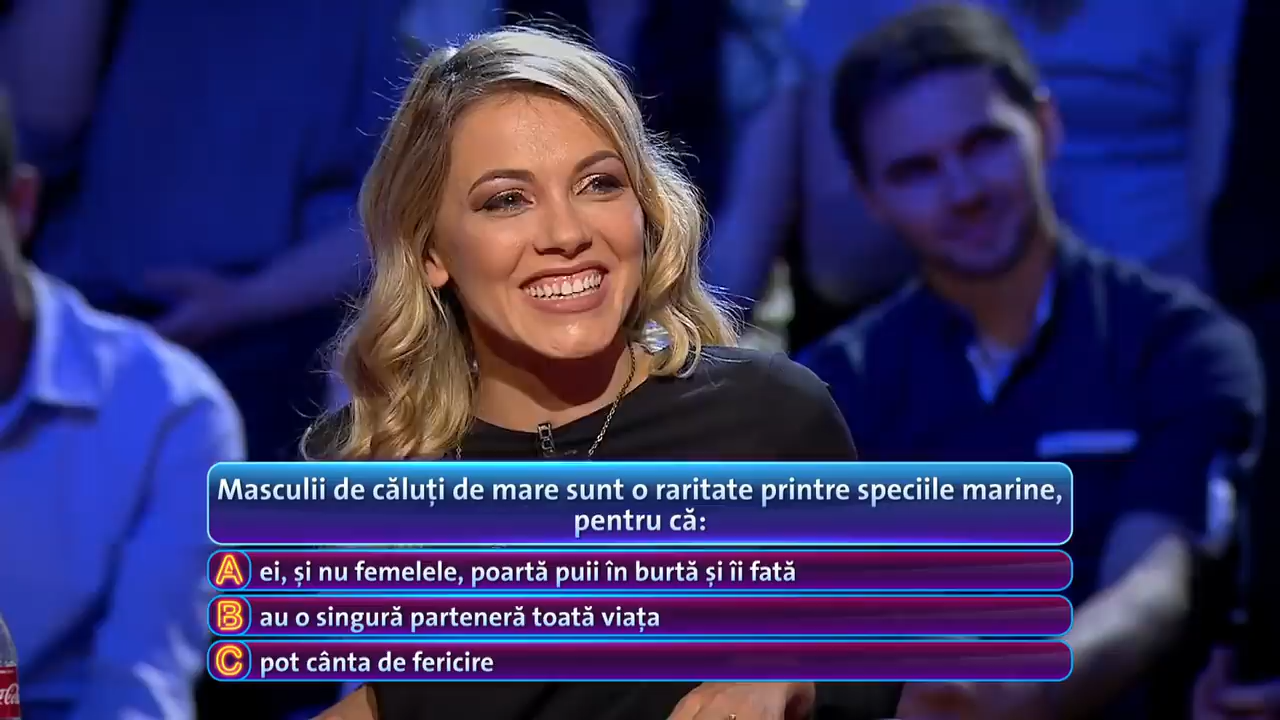 Masculii de căluți de mare sunt o raritate printre speciile marine,
pentru că:
A ei, și nu femelele, poartă puii în burtă și îi fată
B au o singură parteneră toată viața
C pot cânta de fericire